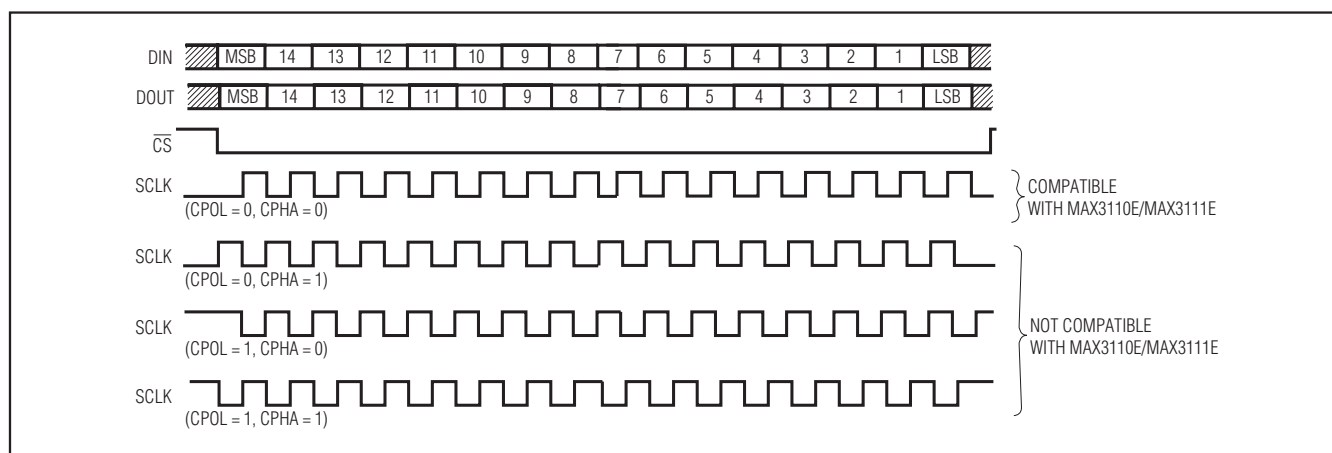 DIN MSB 14 13 12 11 10 9 8 7 6 5 4 3 2 1 LSB
DOUT MSB 14 13 12 11 10 9 8 7 6 5 4 3 2 1 LSB
CS
SCLK
(CPOL = 0, CPHA = 0)
COMPATIBLE
WITH MAX3110E/MAX3111E
SCLK
(CPOL = 0, CPHA = 1)
SCLK
(CPOL = 1, CPHA = 0)
NOT COMPATIBLE
WITH MAX3110E/MAX3111E
SCLK
(CPOL = 1, CPHA = 1)